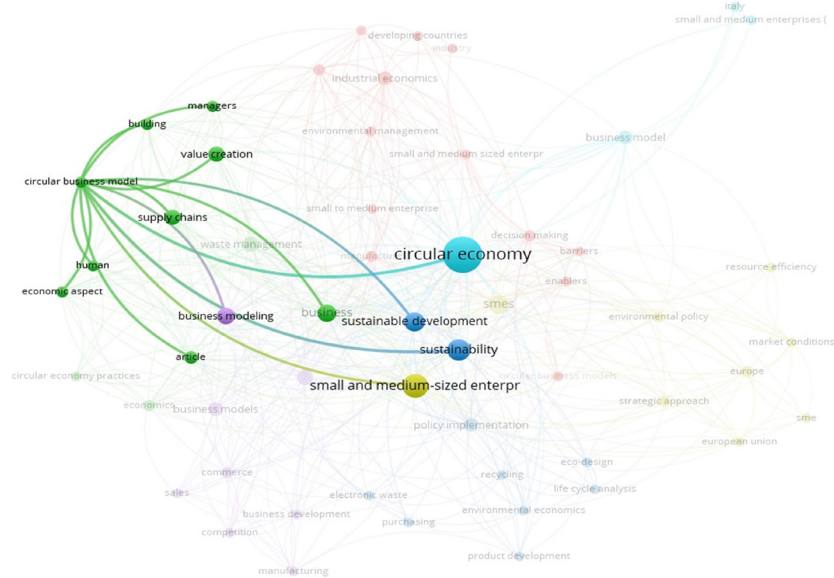 italy
small and medium enterprises (
developing countries
industry
industrial economics
managers
building
environmental management
business model
value creation
small and medium sized enterpr
circular business model
small to medium enterprise
supply chains
decision making
waste management
circular economy
barriers
human
resource efficiency
enablers
economic aspect
smes
business
business modeling
sustainable development
environmental policy
market conditions
sustainability
article
circular economy practices
circular business models
europe
small and medium-sized enterpr
strategic approach
economics
business models
sme
policy implementation
european union
eco-design
commerce
recycling
life cycle analysis
sales
electronic waste
environmental economics
business development
purchasing
competition
product development
manufacturing